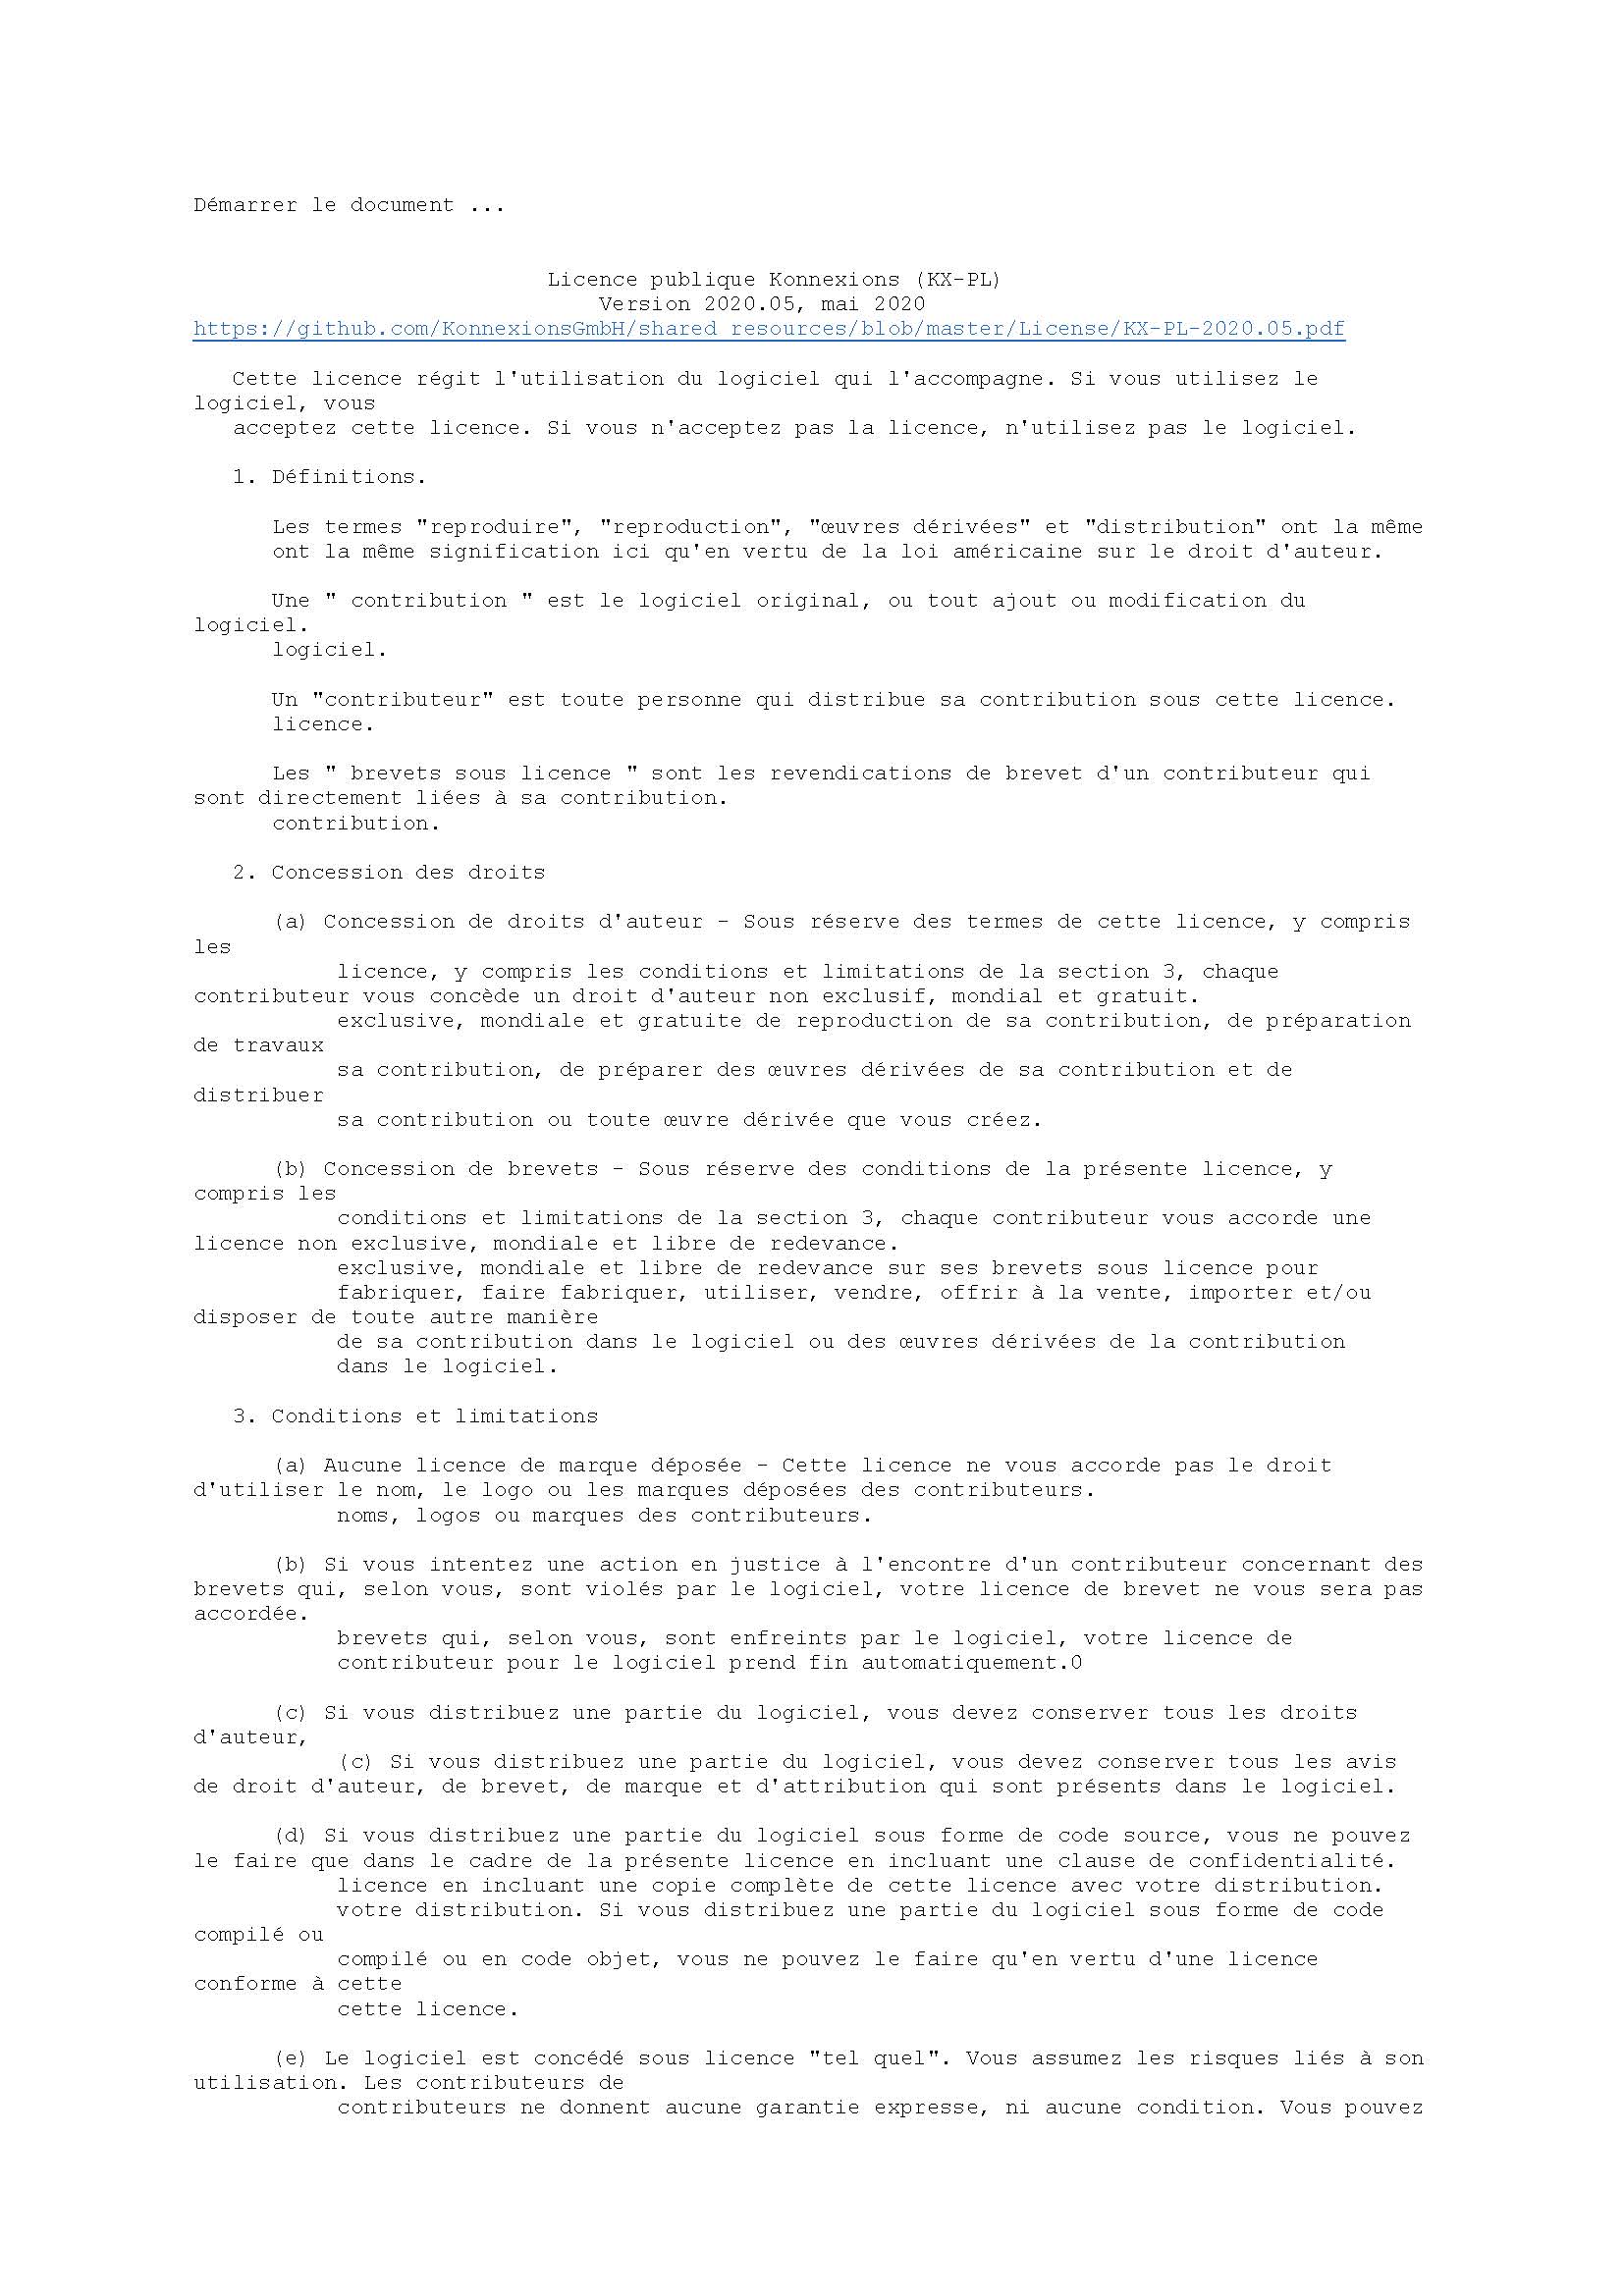 Démarrer le document ...
Licence publique Konnexions (KX-PL)
Version 2020.05, mai 2020
https://github.com/KonnexionsGmbH/shared_resources/blob/master/License/KX-PL-2020.05.pdf
Cette licence régit l'utilisation du logiciel qui l'accompagne. Si vous utilisez le
logiciel, vous
acceptez cette licence. Si vous n'acceptez pas la licence, n'utilisez pas le logiciel.
1. Définitions.
Les termes "reproduire", "reproduction", "œuvres dérivées" et "distribution" ont la même
ont la même signification ici qu'en vertu de la loi américaine sur le droit d'auteur.
Une " contribution " est le logiciel original, ou tout ajout ou modification du
logiciel.
logiciel.
Un "contributeur" est toute personne qui distribue sa contribution sous cette licence.
licence.
Les " brevets sous licence " sont les revendications de brevet d'un contributeur qui
sont directement liées à sa contribution.
contribution.
2. Concession des droits
(a) Concession de droits d'auteur - Sous réserve des termes de cette licence, y compris
les
licence, y compris les conditions et limitations de la section 3, chaque
contributeur vous concède un droit d'auteur non exclusif, mondial et gratuit.
exclusive, mondiale et gratuite de reproduction de sa contribution, de préparation
de travaux
sa contribution, de préparer des œuvres dérivées de sa contribution et de
distribuer
sa contribution ou toute œuvre dérivée que vous créez.
(b) Concession de brevets - Sous réserve des conditions de la présente licence, y
compris les
conditions et limitations de la section 3, chaque contributeur vous accorde une
licence non exclusive, mondiale et libre de redevance.
exclusive, mondiale et libre de redevance sur ses brevets sous licence pour
fabriquer, faire fabriquer, utiliser, vendre, offrir à la vente, importer et/ou
disposer de toute autre manière
de sa contribution dans le logiciel ou des œuvres dérivées de la contribution
dans le logiciel.
3. Conditions et limitations
(a) Aucune licence de marque déposée - Cette licence ne vous accorde pas le droit
d'utiliser le nom, le logo ou les marques déposées des contributeurs.
noms, logos ou marques des contributeurs.
(b) Si vous intentez une action en justice à l'encontre d'un contributeur concernant des
brevets qui, selon vous, sont violés par le logiciel, votre licence de brevet ne vous sera pas
accordée.
brevets qui, selon vous, sont enfreints par le logiciel, votre licence de
contributeur pour le logiciel prend fin automatiquement.0
(c) Si vous distribuez une partie du logiciel, vous devez conserver tous les droits
d'auteur,
(c) Si vous distribuez une partie du logiciel, vous devez conserver tous les avis
de droit d'auteur, de brevet, de marque et d'attribution qui sont présents dans le logiciel.
(d) Si vous distribuez une partie du logiciel sous forme de code source, vous ne pouvez
le faire que dans le cadre de la présente licence en incluant une clause de confidentialité.
licence en incluant une copie complète de cette licence avec votre distribution.
votre distribution. Si vous distribuez une partie du logiciel sous forme de code
compilé ou
compilé ou en code objet, vous ne pouvez le faire qu'en vertu d'une licence
conforme à cette
cette licence.
(e) Le logiciel est concédé sous licence "tel quel". Vous assumez les risques liés à son
utilisation. Les contributeurs de
contributeurs ne donnent aucune garantie expresse, ni aucune condition. Vous pouvez